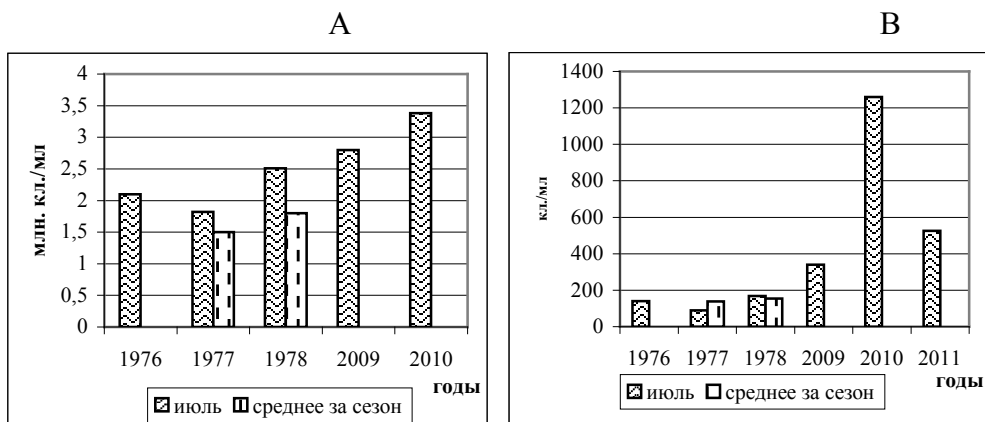 А
В
млн. кл./мл
4
3,5
3
2,5
2
1,5
1
0,5
0
1976 1977 1978 2009 2010
годы
июль среднее за сезон
кл./мл
1400
1200
1000
800
600
400
200
0
1976 1977 1978 2009 2010 2011
годы
июль среднее за сезон